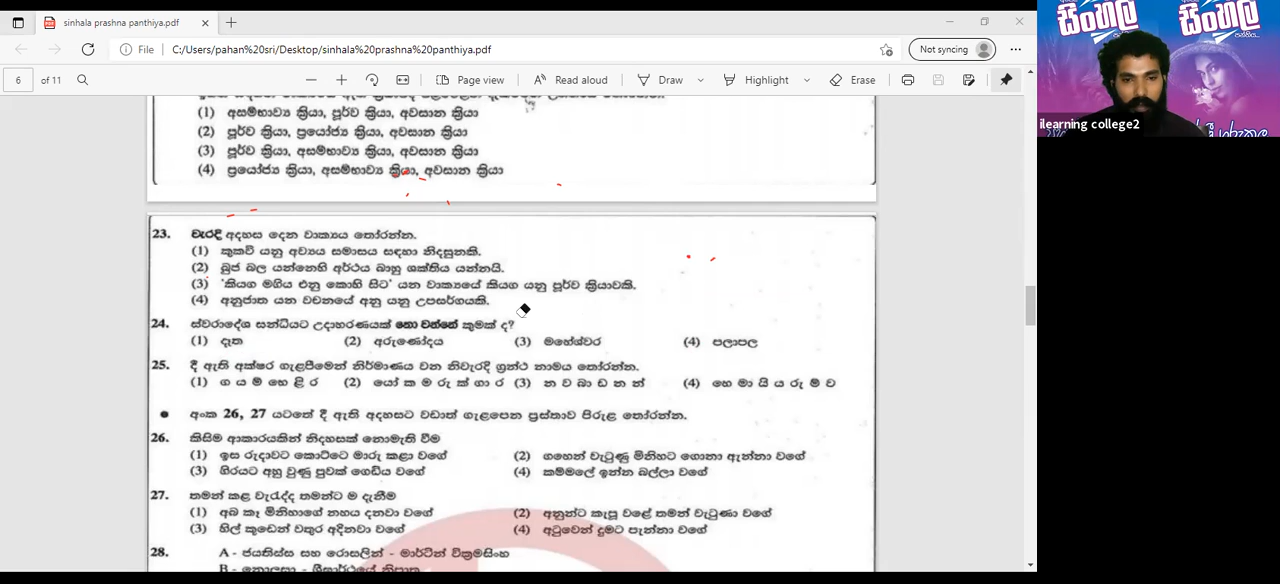 sinhala prashna panthiya.pdf
File C:/Users/pahan%20sri/Desktop/sinhala%20prashna%20panthiya.pdf Not syncing
6 of 11 Page view Read aloud Draw Highlight Erase
සිංහල සිංහල
ilearning college2
(1) අසම්භාව්‍ය ක්‍රියා, පූර්ව ක්‍රියා, අවසාන ක්‍රියා
(2) පූර්ව ක්‍රියා, ප්‍රයෝජ්‍ය ක්‍රියා, අවසාන ක්‍රියා
(3) පූර්ව ක්‍රියා, අසම්භාව්‍ය ක්‍රියා, අවසාන ක්‍රියා
(4) ප්‍රයෝජ්‍ය ක්‍රියා, අසම්භාව්‍ය ක්‍රියා, අවසාන ක්‍රියා
23. වැරදි අදහස දෙන වාක්‍යය තෝරන්න.
(1) කුකවි යනු අව්‍යය සමාසය සඳහා නිදසුනකි.
(2) බුජ බල යන්නෙහි අර්ථය බාහු ශක්තිය යන්නයි.
(3) 'කියග මගිය එනු කොහි සිට' යන වාක්‍යයේ කියග යනු පූර්ව ක්‍රියාවකි.
(4) අනුජාත යන වචනයේ අනු යනු උපසර්ගයකි.
24. ස්වරාදේශ සන්ධියට උදාහරණයක් නො වන්නේ කුමක් ද?
(1) දෑත (2) අරුණෝදය (3) මහේශ්වර (4) පලාපල
25. දී ඇති අක්ෂර ගැළපීමෙන් නිර්මාණය වන නිවැරදි ග්‍රන්ථ නාමය තෝරන්න.
(1) ග ය ම හෙ ළි ර (2) යෝ ක ම රු ක් ගා ර (3) න ව බා ඩ න න් (4) හෙ මා යි ය රු ම් ව
● අංක 26, 27 යටතේ දී ඇති අදහසට වඩාත් ගැළපෙන ප්‍රස්තාව පිරුළ තෝරන්න.
26. කිසිම ආකාරයකින් නිදහසක් නොමැති වීම
(1) ඉස රුදාවට කොට්ටෙ මාරු කළා වගේ (2) ගහෙන් වැටුණු මිනිහට ගොනා ඇන්නා වගේ
(3) ගිරයට අහු වුණු පුවක් ගෙඩිය වගේ (4) කම්මලේ ඉන්න බල්ලා වගේ
27. තමන් කළ වැරැද්ද තමන්ට ම දැනීම
(1) අබ කෑ මිනිහාගේ නහය දනවා වගේ (2) අනුන්ට කැපූ වළේ තමන් වැටුණා වගේ
(3) හිල් කූඩෙන් වතුර අදිනවා වගේ (4) අටුවෙන් දුමට පැන්නා වගේ
28. A - ජයතිස්ස සහ රොසලින් - මාර්ටින් වික්‍රමසිංහ